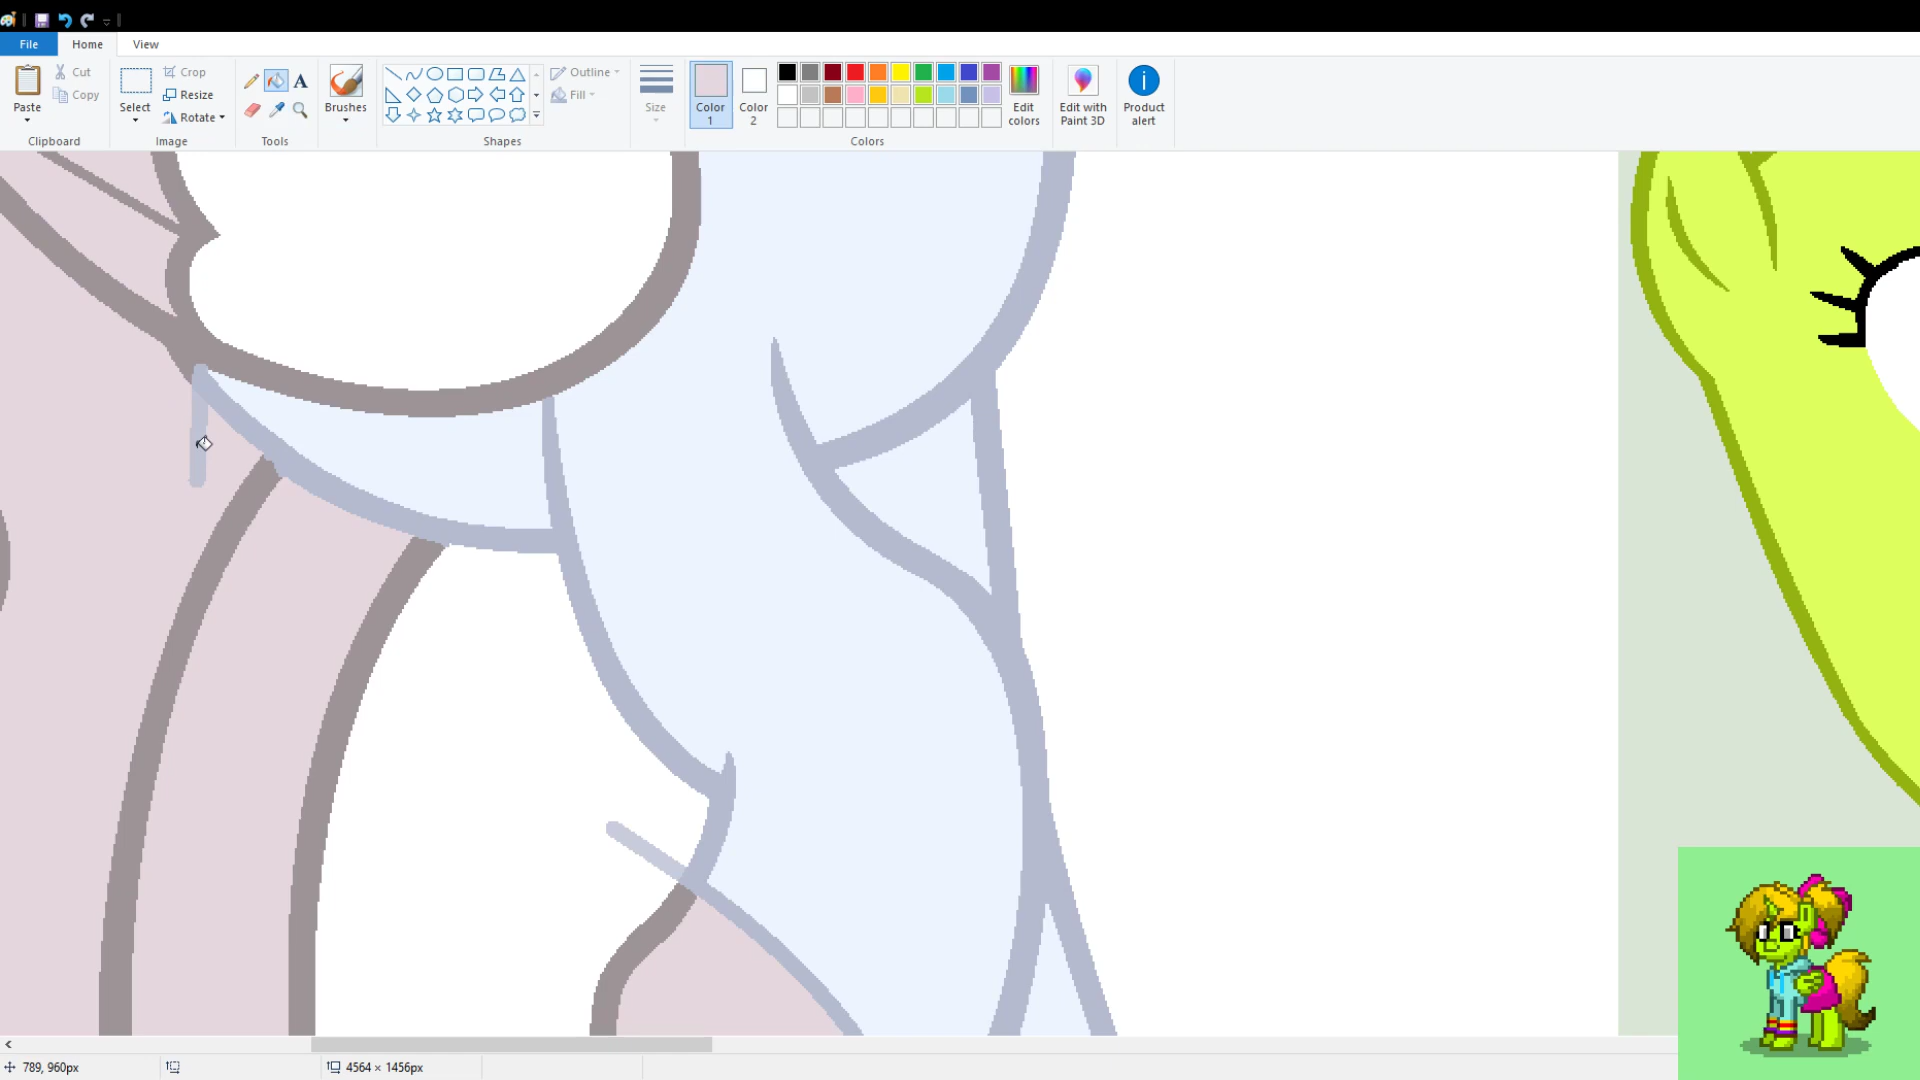 File Home View
Paste Cut Copy
Clipboard
Select Crop Resize Rotate
Image
A
Tools
Brushes
Shapes
Outline Fill
Size
Color 1
Color 2
Edit colors
Colors
Edit with Paint 3D
Product alert
789, 960px
4564 × 1456px